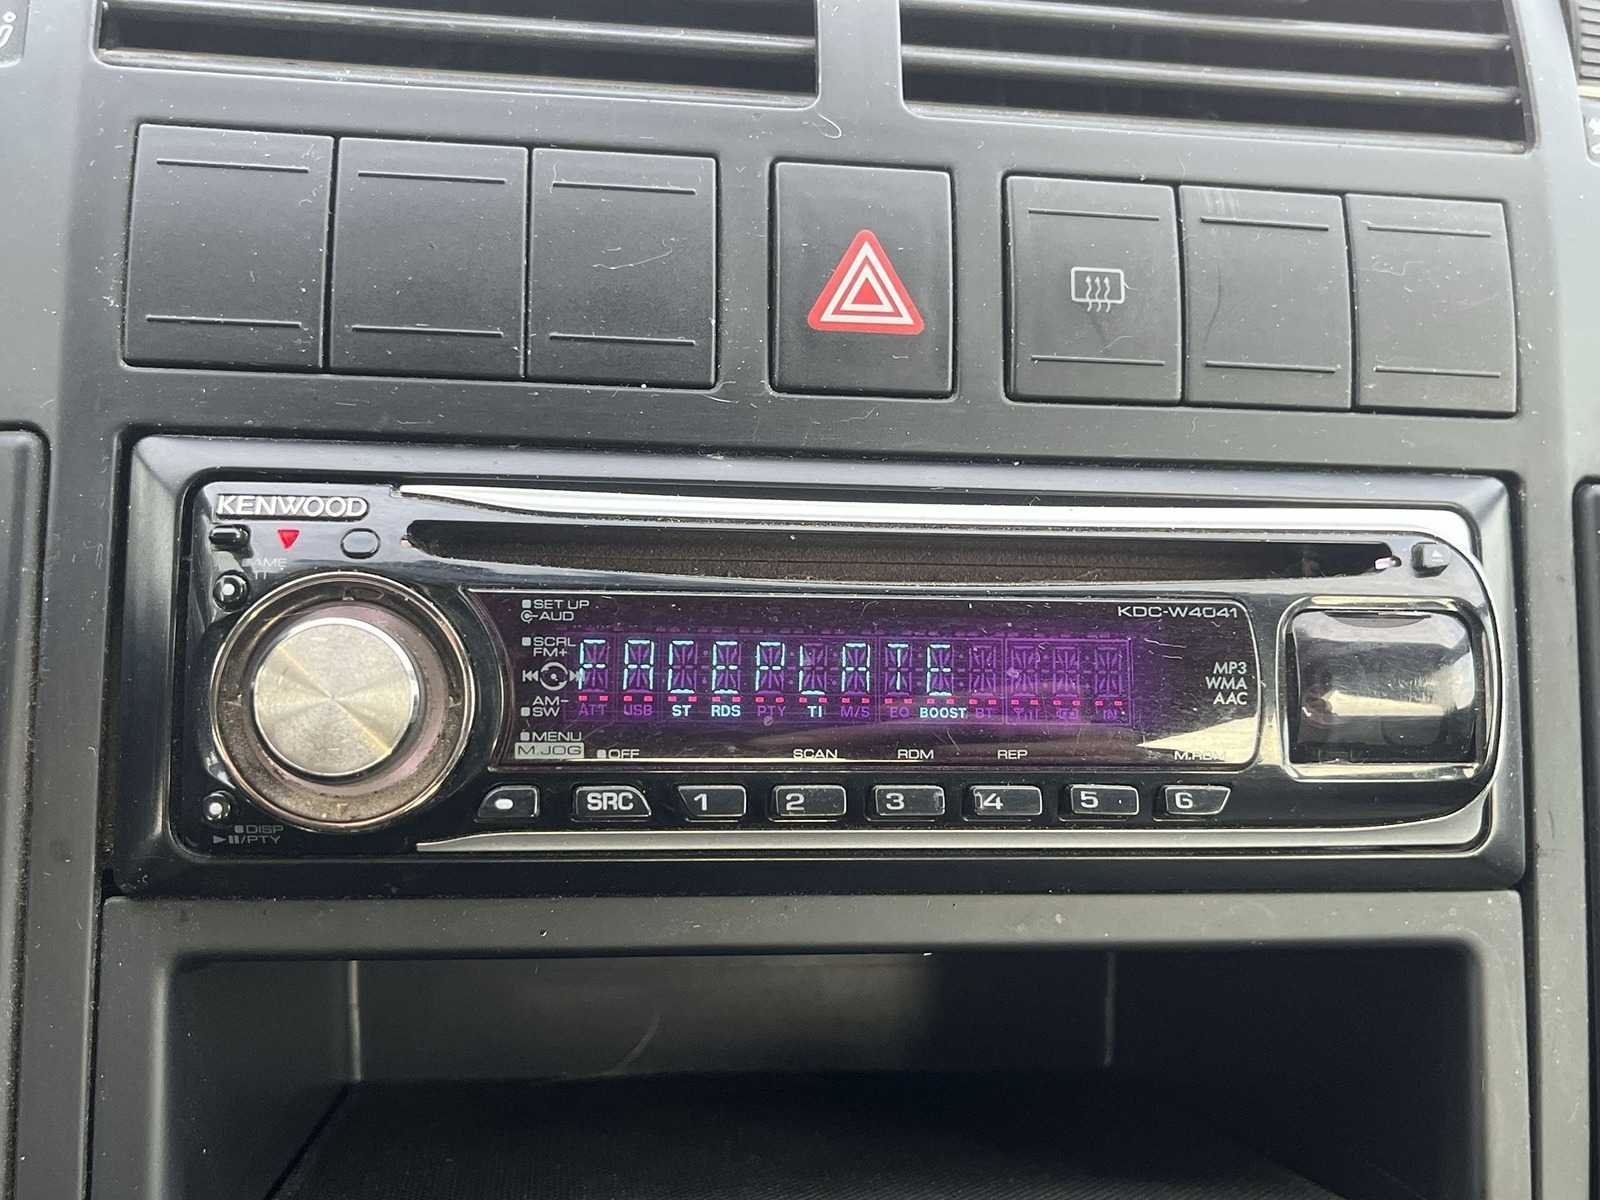 KENWOOD
SET UP
AUD
KDC-W4041
SCRL
FM+
FACEPLATE
MP3
WMA
AAC
AM-
SW
ATT USB ST RDS PTY TI M/S EQ BOOST BT IN
MENU
M.JOG OFF SCAN RDM REP M.RDM
SRC 1 2 3 4 5 6
DISP
/PTY